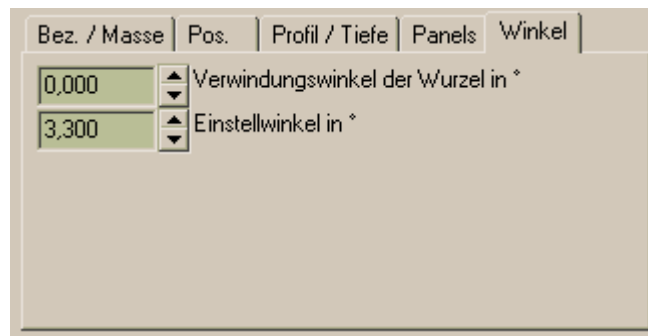 Bez. / Masse Pos. Profil / Tiefe Panels Winkel
0,000 Verwindungswinkel der Wurzel in °
3,300 Einstellwinkel in °